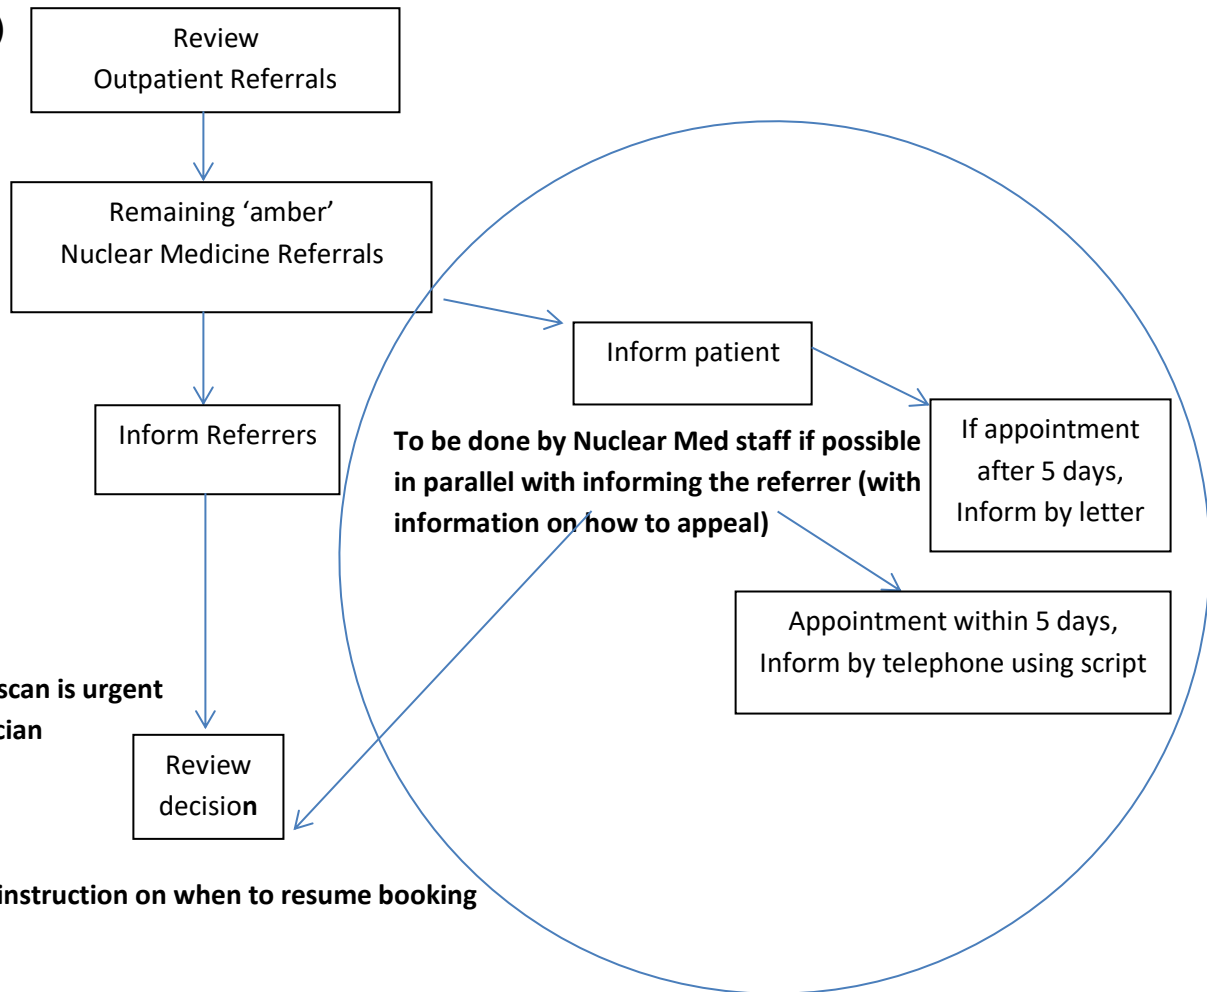 )
Review
Outpatient Referrals
Remaining ‘amber’
Nuclear Medicine Referrals
Inform patient
Inform Referrers
To be done by Nuclear Med staff if possible
in parallel with informing the referrer (with
information on how to appeal)
If appointment
after 5 days,
Inform by letter
Appointment within 5 days,
Inform by telephone using script
scan is urgent
cian
Review
decision
instruction on when to resume booking